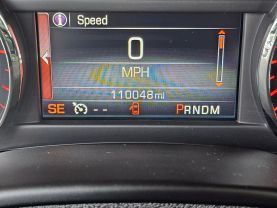 Speed
0
MPH
110048mi
SE -- PRNDM